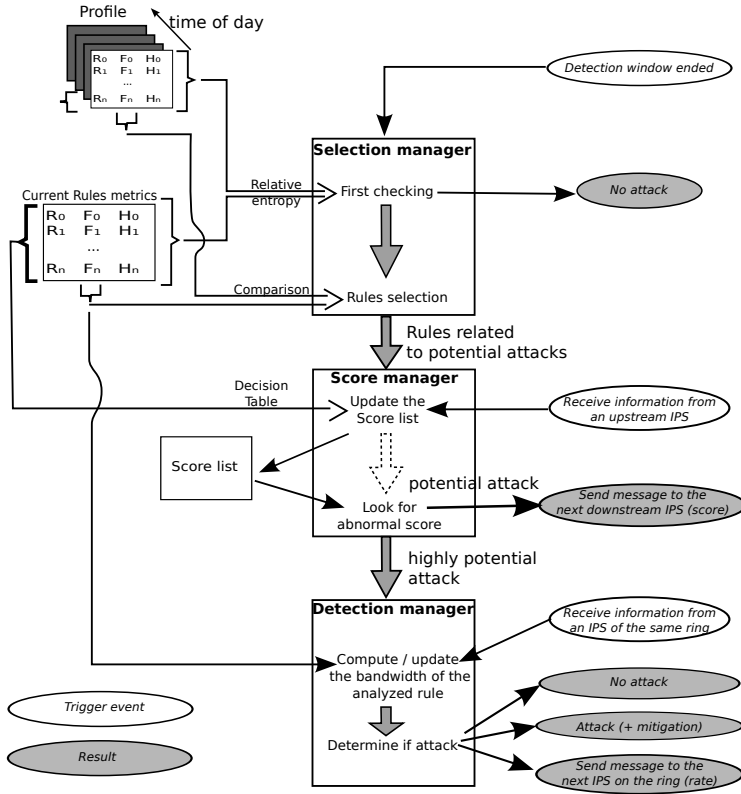 Profile
time of day
R₀ F₀ H₀
R₁ F₁ H₁
...
Rₙ Fₙ Hₙ
Detection window ended
Selection manager
Current Rules metrics
R₀ F₀ H₀
R₁ F₁ H₁
...
Rₙ Fₙ Hₙ
Relative
entropy
First checking
No attack
Comparison
Rules selection
Rules related
to potential attacks
Score manager
Decision
Table
Update the
Score list
Receive information from
an upstream IPS
Score list
potential attack
Look for
abnormal score
Send message to the
next downstream IPS (score)
highly potential
attack
Detection manager
Receive information from
an IPS of the same ring
Compute / update
the bandwidth of the
analyzed rule
No attack
Trigger event
Attack (+ mitigation)
Determine if attack
Result
Send message to the
next IPS on the ring (rate)